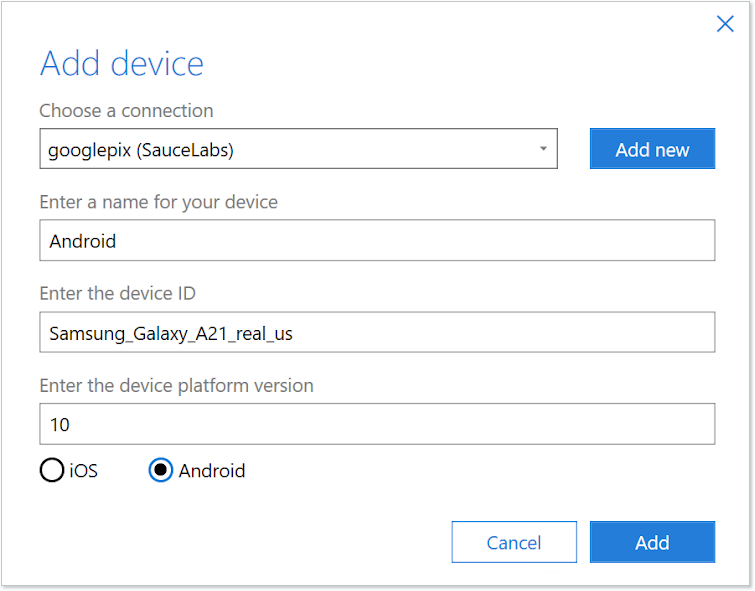 Add device
Choose a connection
googlepix (SauceLabs)
Add new
Enter a name for your device
Android
Enter the device ID
Samsung_Galaxy_A21_real_us
Enter the device platform version
10
iOS Android
Cancel Add